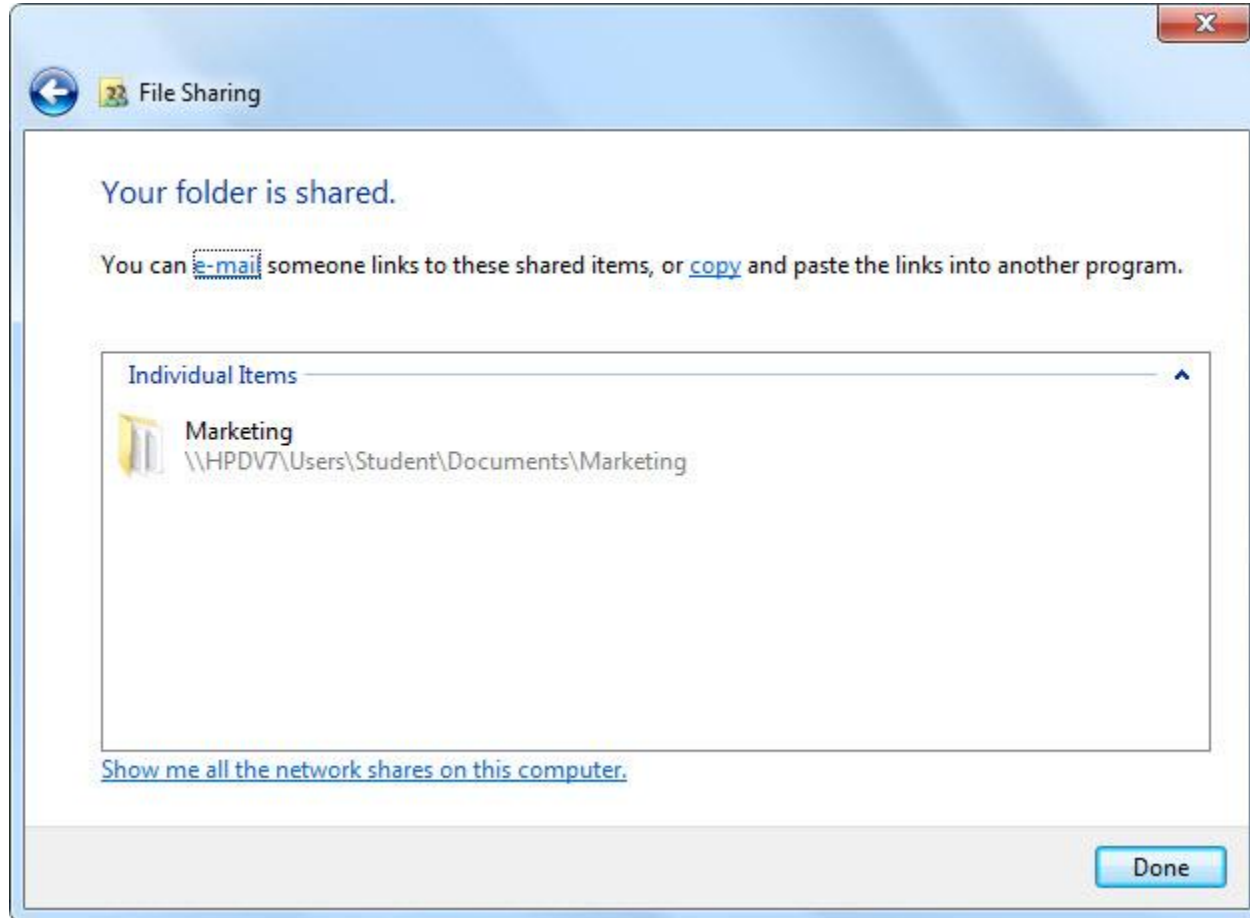 File Sharing
Your folder is shared.
You can e-mail someone links to these shared items, or copy and paste the links into another program.
Individual Items
Marketing
\\HPDV7\Users\Student\Documents\Marketing
Show me all the network shares on this computer.
Done